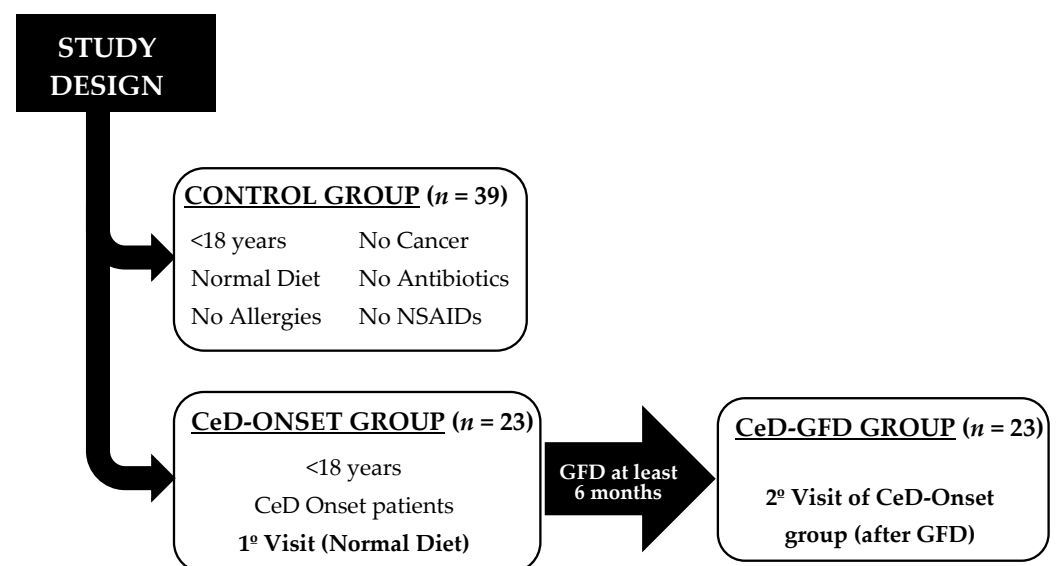 STUDY
DESIGN
CONTROL GROUP (n = 39)
<18 years No Cancer
Normal Diet No Antibiotics
No Allergies No NSAIDs
CeD-ONSET GROUP (n = 23)
<18 years
CeD Onset patients
1º Visit (Normal Diet)
GFD at least
6 months
CeD-GFD GROUP (n = 23)
2º Visit of CeD-Onset
group (after GFD)